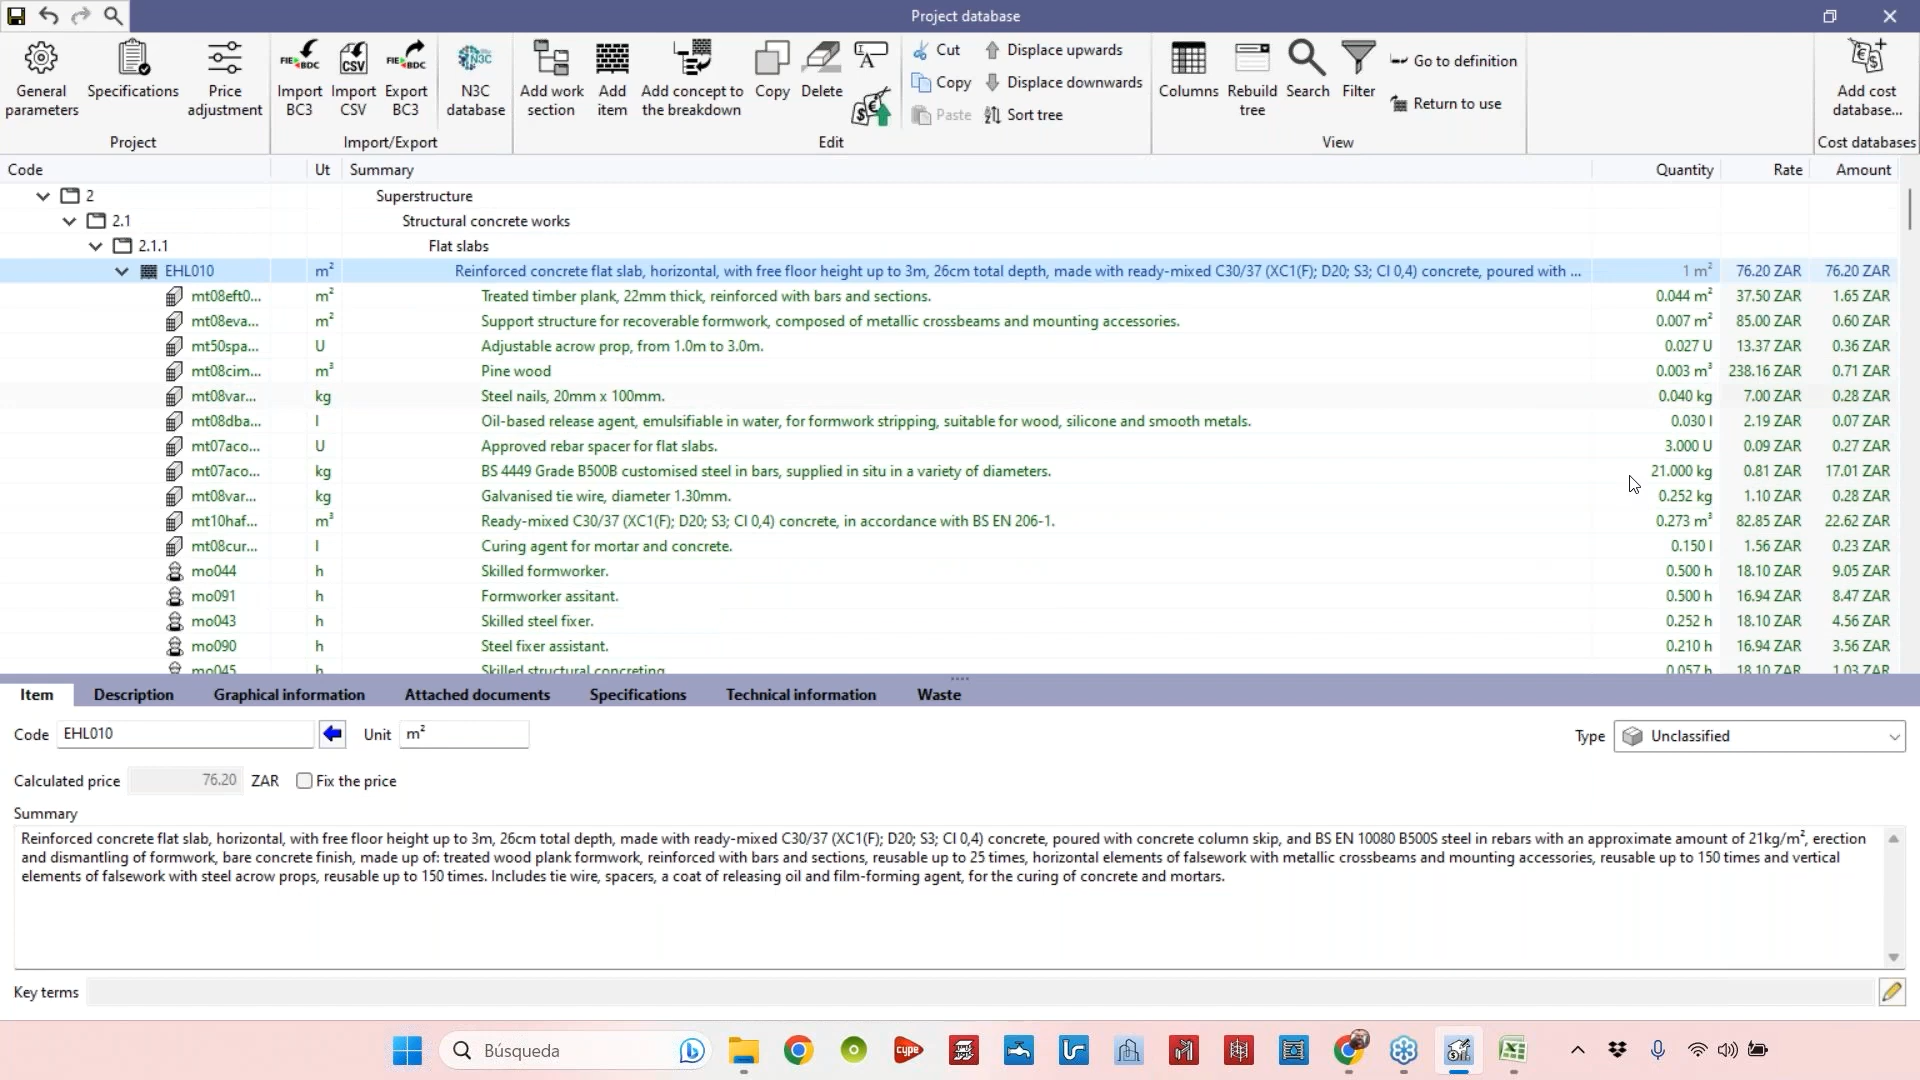 Project database
General parameters
Specifications
Price adjustment
Project
FIE BDC
Import BC3
CSV
Import CSV
FIE BDC
Export BC3
N3C
N3C database
Import/Export
Add work section
Add item
Add concept to the breakdown
Copy
Delete
Cut
Copy
Paste
Displace upwards
Displace downwards
Sort tree
Edit
Columns
Rebuild tree
Search
Filter
Go to definition
Return to use
View
Add cost database...
Cost databases
Code Ut Summary Quantity Rate Amount
2 Superstructure
2.1 Structural concrete works
2.1.1 Flat slabs
EHL010 m² Reinforced concrete flat slab, horizontal, with free floor height up to 3m, 26cm total depth, made with ready-mixed C30/37 (XC1(F); D20; S3; Cl 0,4) concrete, poured with ... 1 m² 76.20 ZAR 76.20 ZAR
mt08eft0... m² Treated timber plank, 22mm thick, reinforced with bars and sections. 0.044 m² 37.50 ZAR 1.65 ZAR
mt08eva... m² Support structure for recoverable formwork, composed of metallic crossbeams and mounting accessories. 0.007 m² 85.00 ZAR 0.60 ZAR
mt50spa... U Adjustable acrow prop, from 1.0m to 3.0m. 0.027 U 13.37 ZAR 0.36 ZAR
mt08cim... m³ Pine wood 0.003 m³ 238.16 ZAR 0.71 ZAR
mt08var... kg Steel nails, 20mm x 100mm. 0.040 kg 7.00 ZAR 0.28 ZAR
mt08dba... l Oil-based release agent, emulsifiable in water, for formwork stripping, suitable for wood, silicone and smooth metals. 0.030 l 2.19 ZAR 0.07 ZAR
mt07aco... U Approved rebar spacer for flat slabs. 3.000 U 0.09 ZAR 0.27 ZAR
mt07aco... kg BS 4449 Grade B500B customised steel in bars, supplied in situ in a variety of diameters. 21.000 kg 0.81 ZAR 17.01 ZAR
mt08var... kg Galvanised tie wire, diameter 1.30mm. 0.252 kg 1.10 ZAR 0.28 ZAR
mt10haf... m³ Ready-mixed C30/37 (XC1(F); D20; S3; Cl 0,4) concrete, in accordance with BS EN 206-1. 0.273 m³ 82.85 ZAR 22.62 ZAR
mt08cur... l Curing agent for mortar and concrete. 0.150 l 1.56 ZAR 0.23 ZAR
mo044 h Skilled formworker. 0.500 h 18.10 ZAR 9.05 ZAR
mo091 h Formworker assitant. 0.500 h 16.94 ZAR 8.47 ZAR
mo043 h Skilled steel fixer. 0.252 h 18.10 ZAR 4.56 ZAR
mo090 h Steel fixer assistant. 0.210 h 16.94 ZAR 3.56 ZAR
mo045 h Skilled structural concreting 0.057 h 18.10 ZAR 1.03 ZAR
Item Description Graphical information Attached documents Specifications Technical information Waste
Code EHL010 Unit m² Type Unclassified
Calculated price 76.20 ZAR Fix the price
Summary
Reinforced concrete flat slab, horizontal, with free floor height up to 3m, 26cm total depth, made with ready-mixed C30/37 (XC1(F); D20; S3; Cl 0,4) concrete, poured with concrete column skip, and BS EN 10080 B500S steel in rebars with an approximate amount of 21kg/m², erection
and dismantling of formwork, bare concrete finish, made up of: treated wood plank formwork, reinforced with bars and sections, reusable up to 25 times, horizontal elements of falsework with metallic crossbeams and mounting accessories, reusable up to 150 times and vertical
elements of falsework with steel acrow props, reusable up to 150 times. Includes tie wire, spacers, a coat of releasing oil and film-forming agent, for the curing of concrete and mortars.
Key terms
Búsqueda
cype